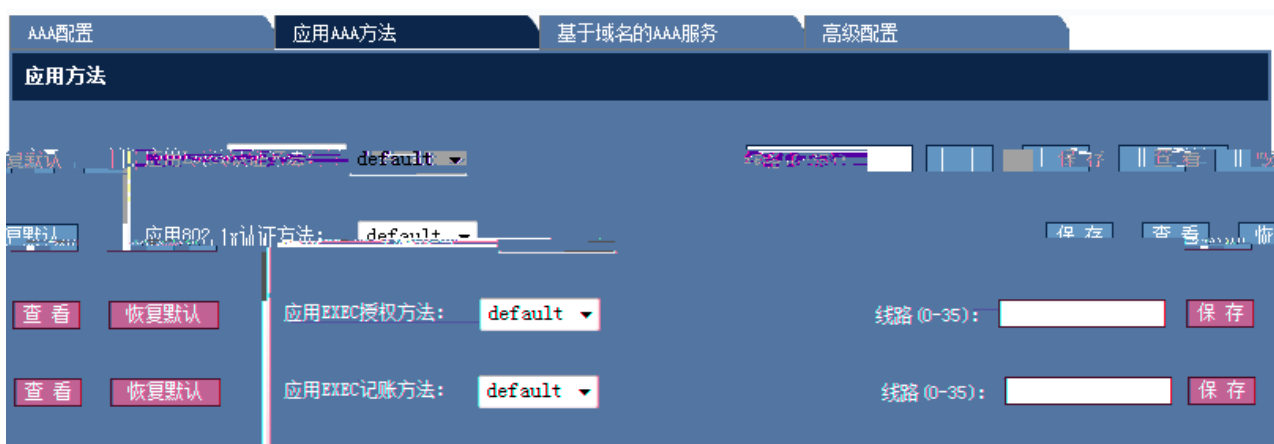 AAA配置 应用AAA方法 基于域名的AAA服务 高级配置
应用方法
default 保 存 查 看
应用802.1x认证方法: default 保 存 查 看
查 看 恢复默认 应用EXEC授权方法: default 线路(0-35): 保 存
查 看 恢复默认 应用EXEC记账方法: default 线路(0-35): 保 存